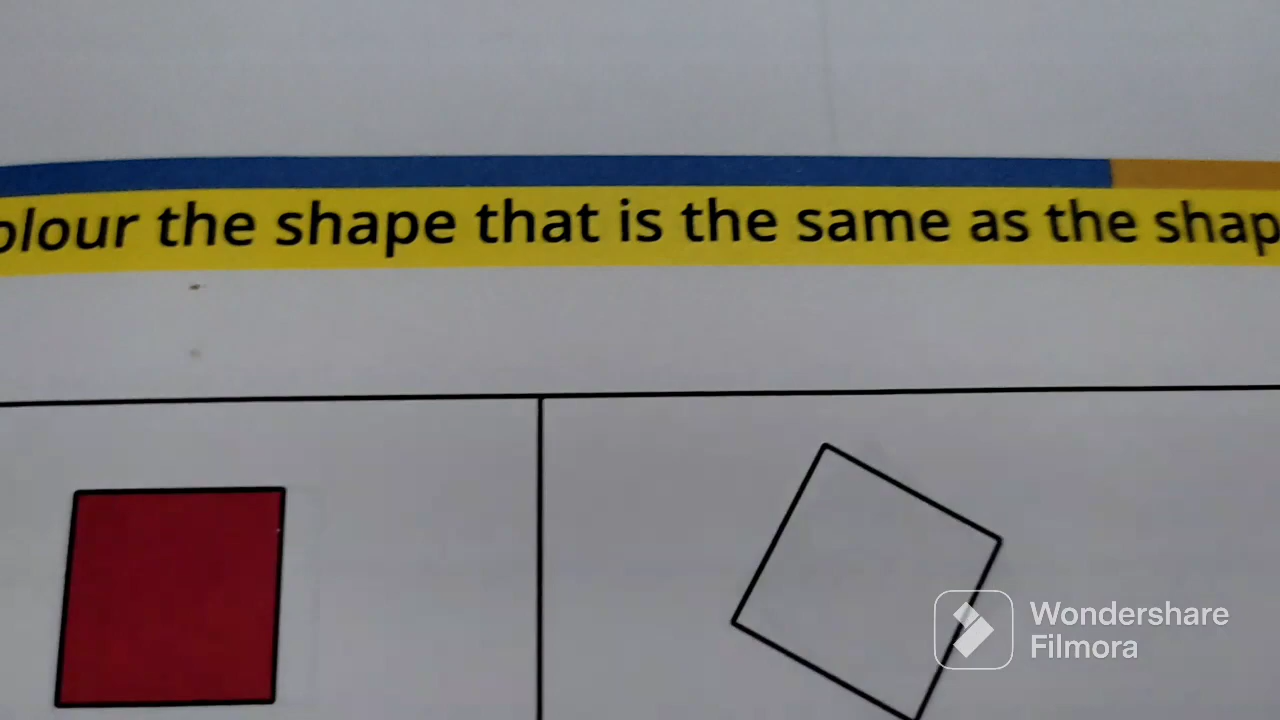 olour the shape that is the same as the shap
Wondershare
Filmora